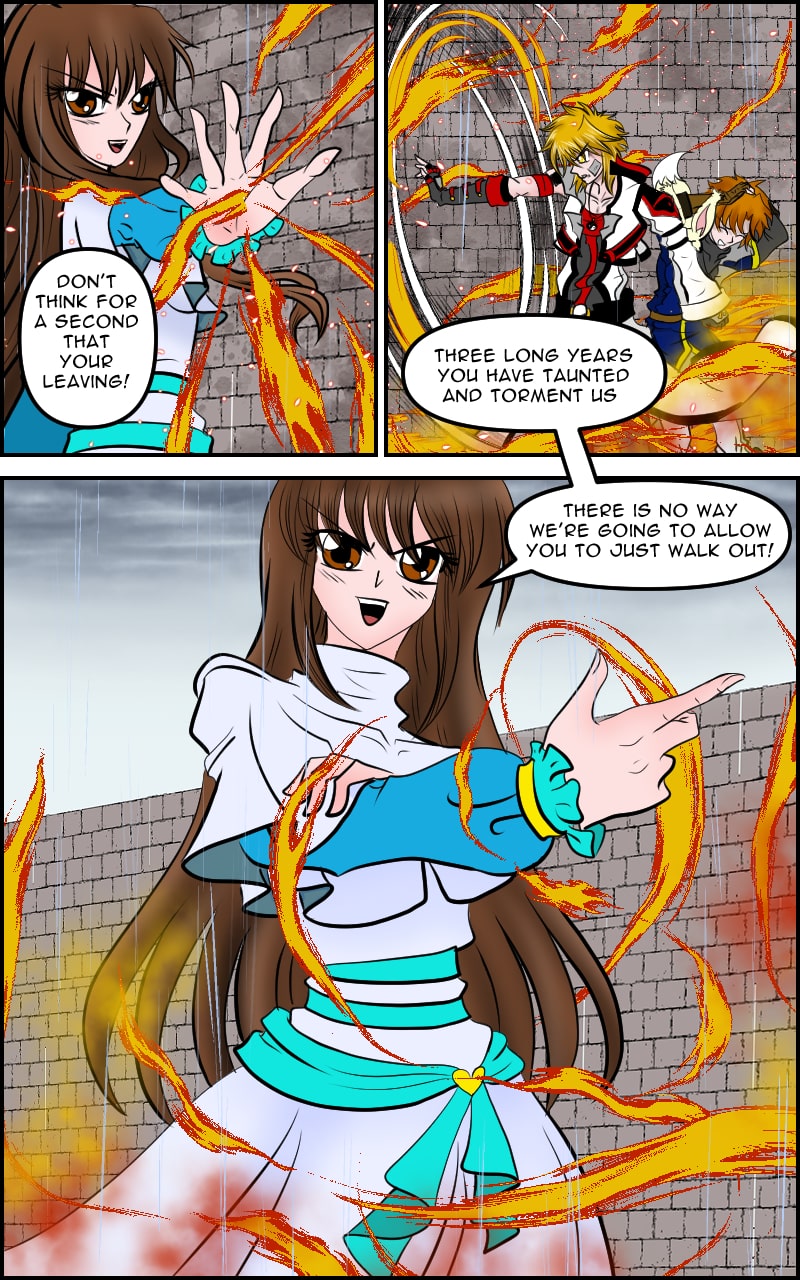 DON'T
THINK FOR
A SECOND
THAT
YOUR
LEAVING!
THREE LONG YEARS
YOU HAVE TAUNTED
AND TORMENT US
THERE IS NO WAY
WE'RE GOING TO ALLOW
YOU TO JUST WALK OUT!